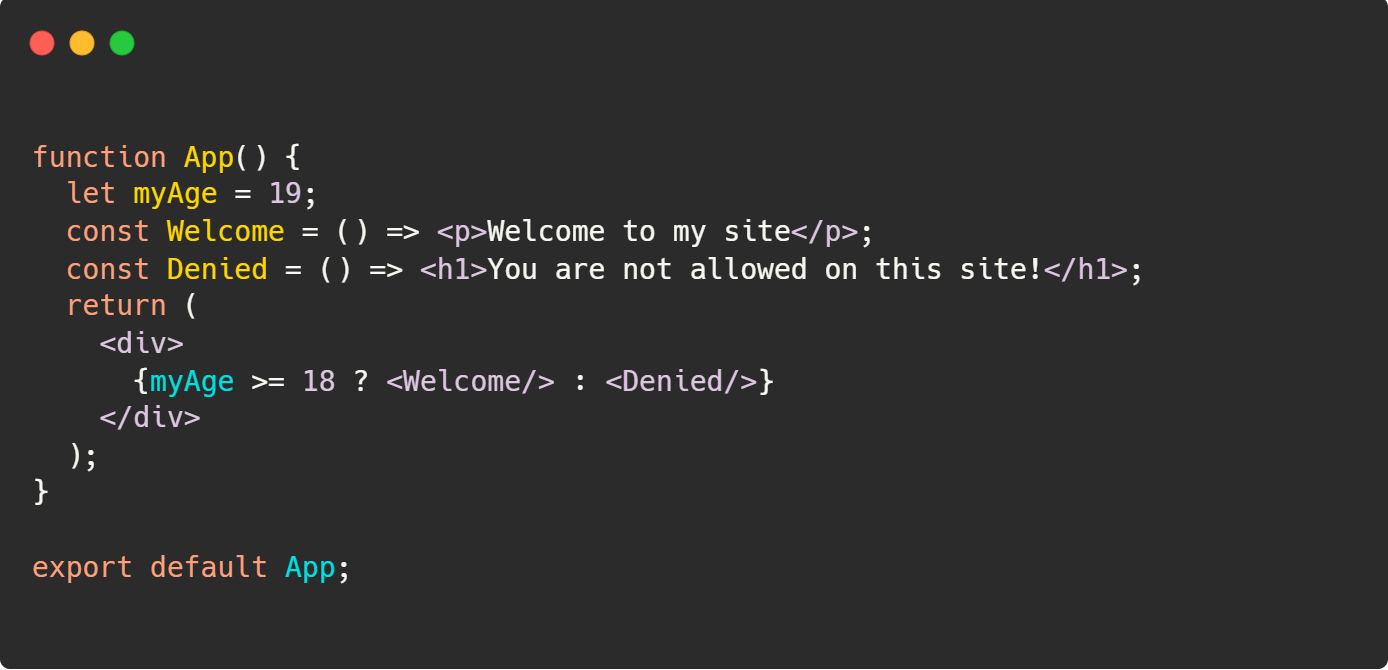 function App() {
  let myAge = 19;
  const Welcome = () => <p>Welcome to my site</p>;
  const Denied = () => <h1>You are not allowed on this site!</h1>;
  return (
    <div>
      {myAge >= 18 ? <Welcome/> : <Denied/>}
    </div>
  );
}

export default App;